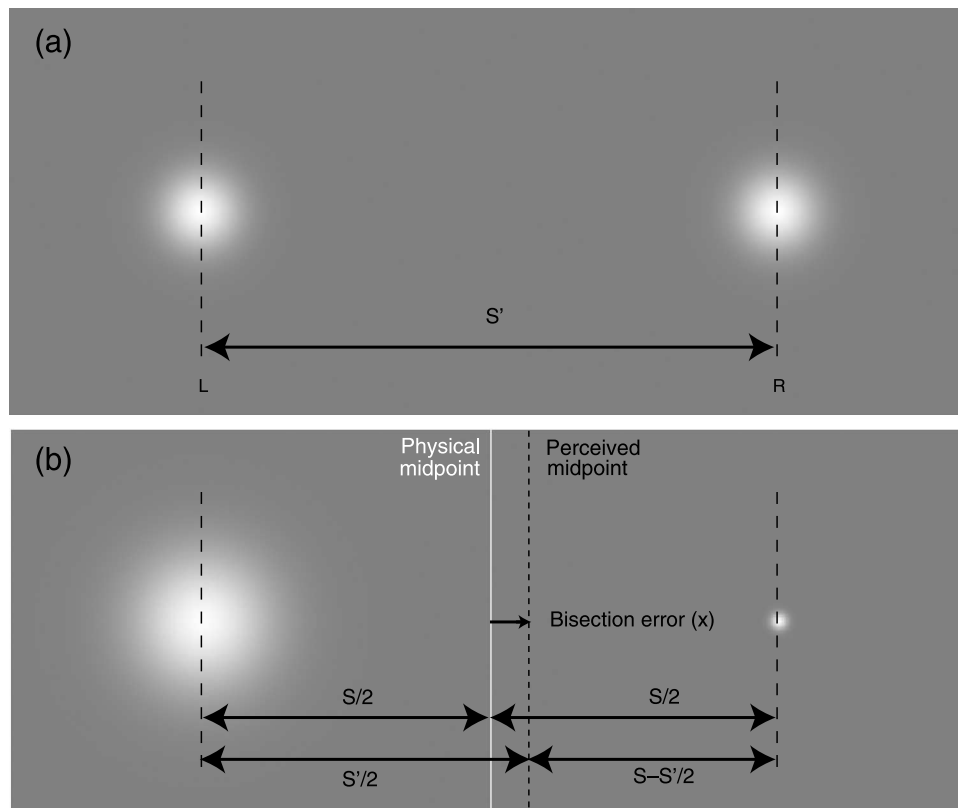 (a)
S’
L
R
(b)
Physical
midpoint
Perceived
midpoint
Bisection error (x)
S/2
S/2
S’/2
S–S’/2